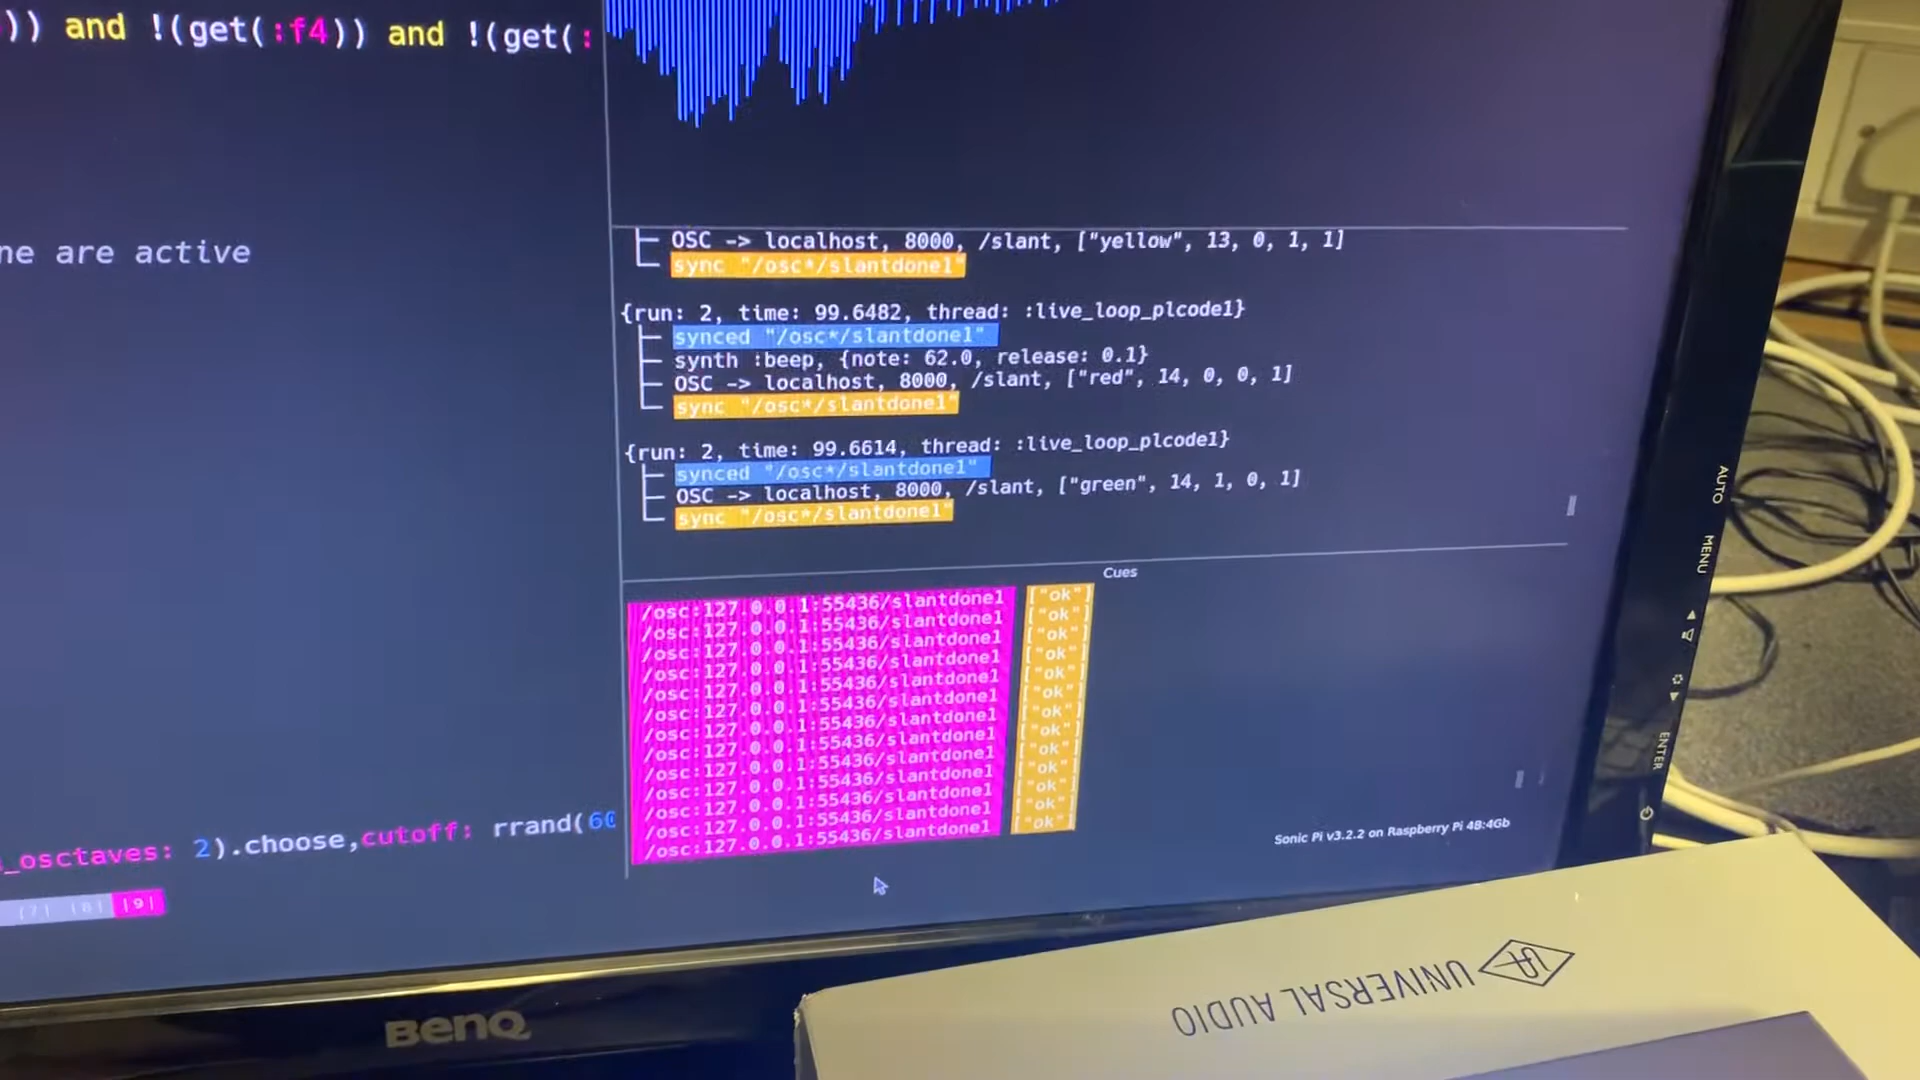 )) and !(get(:f4)) and !(get(:
ne are active
_osctaves: 2).choose,cutoff: rrand(60
|7| |8| |9|
OSC -> localhost, 8000, /slant, ["yellow", 13, 0, 1, 1]
sync "/osc*/slantdone1"
{run: 2, time: 99.6482, thread: :live_loop_plcode1}
synced "/osc*/slantdone1"
synth :beep, {note: 62.0, release: 0.1}
OSC -> localhost, 8000, /slant, ["red", 14, 0, 0, 1]
sync "/osc*/slantdone1"
{run: 2, time: 99.6614, thread: :live_loop_plcode1}
synced "/osc*/slantdone1"
OSC -> localhost, 8000, /slant, ["green", 14, 1, 0, 1]
sync "/osc*/slantdone1"
Cues
/osc:127.0.0.1:55436/slantdone1 ["ok"]
/osc:127.0.0.1:55436/slantdone1 ["ok"]
/osc:127.0.0.1:55436/slantdone1 ["ok"]
/osc:127.0.0.1:55436/slantdone1 ["ok"]
/osc:127.0.0.1:55436/slantdone1 ["ok"]
/osc:127.0.0.1:55436/slantdone1 ["ok"]
/osc:127.0.0.1:55436/slantdone1 ["ok"]
/osc:127.0.0.1:55436/slantdone1 ["ok"]
/osc:127.0.0.1:55436/slantdone1 ["ok"]
/osc:127.0.0.1:55436/slantdone1 ["ok"]
/osc:127.0.0.1:55436/slantdone1 ["ok"]
/osc:127.0.0.1:55436/slantdone1 ["ok"]
/osc:127.0.0.1:55436/slantdone1 ["ok"]
Sonic Pi v3.2.2 on Raspberry Pi 4B:4Gb
AUTO
MENU
ENTER
BenQ
UNIVERSAL AUDIO